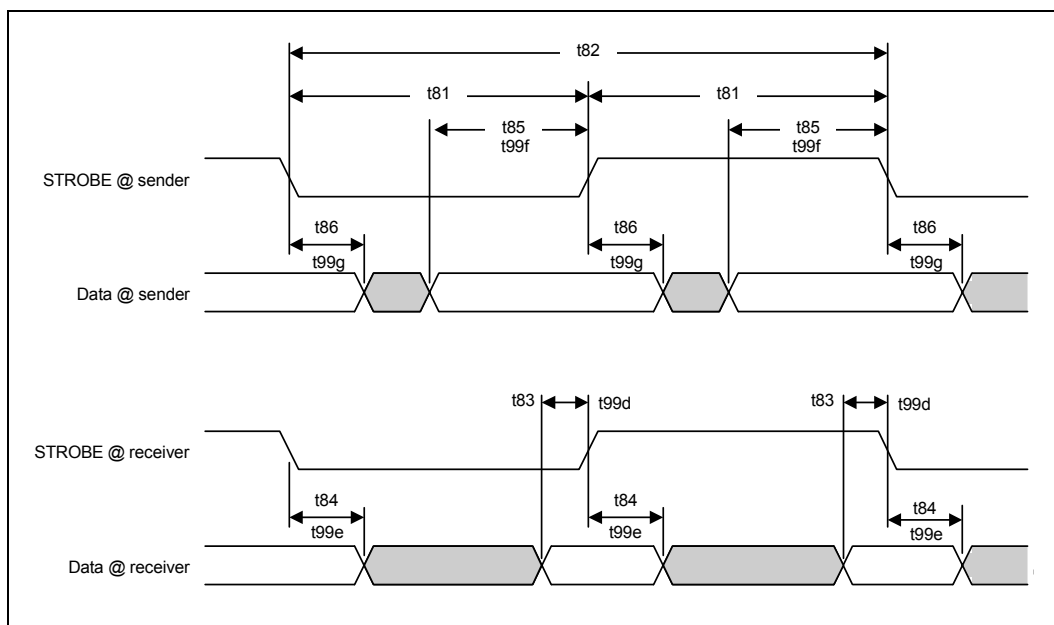 t82
t81 t81
t85 t85
t99f t99f
STROBE @ sender
t86 t86 t86
t99g t99g t99g
Data @ sender
t83 t99d t83 t99d
STROBE @ receiver
t84 t84 t84
t99e t99e t99e
Data @ receiver